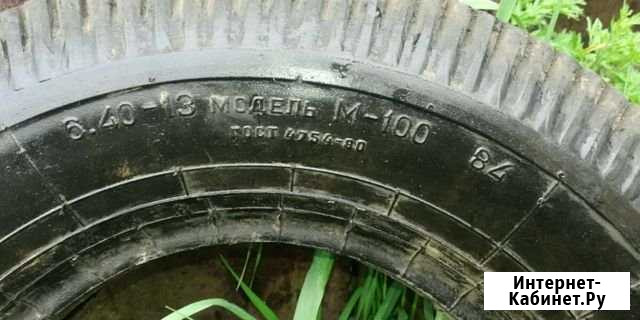 6.40-13 МОДЕЛЬ М-100 84
ГОСТ 4754-80
Интернет-
Кабинет.Ру